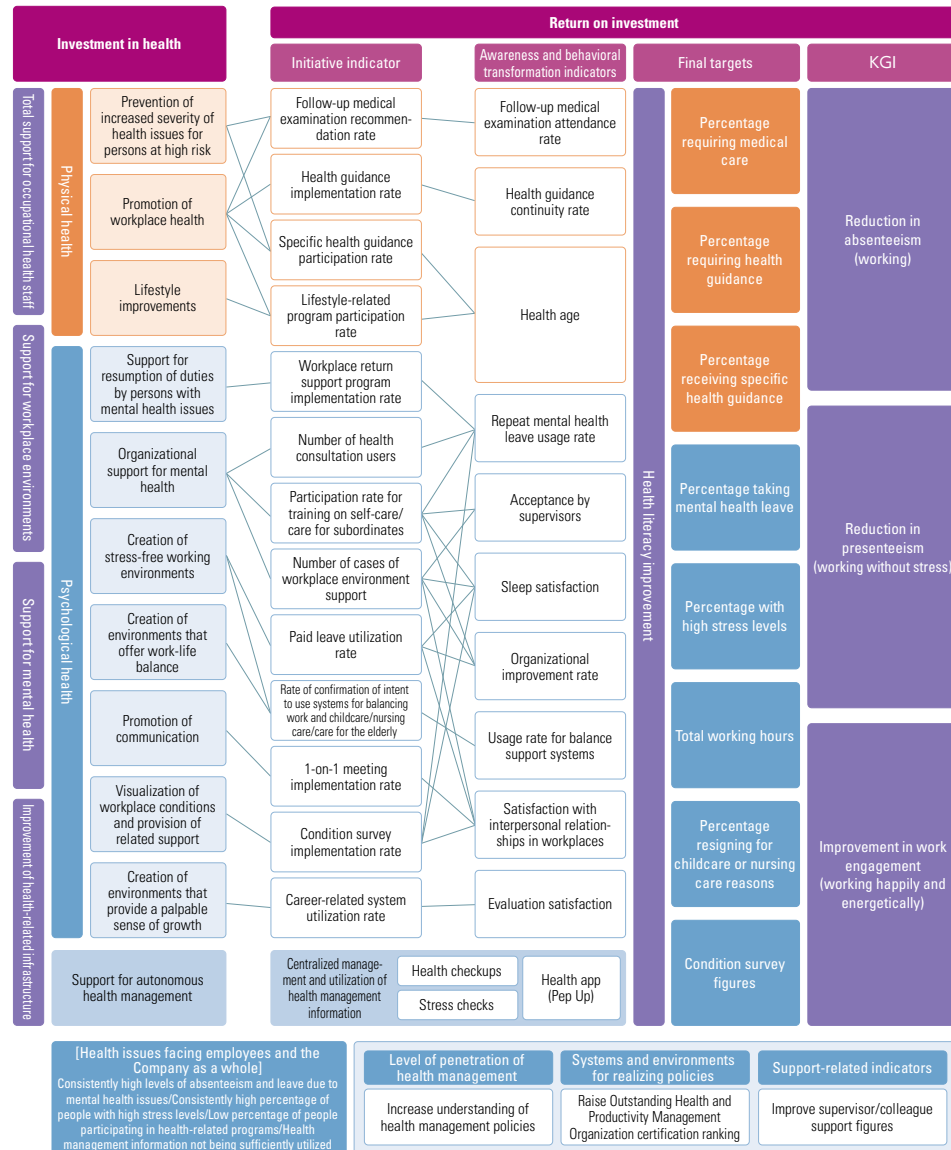 Investment in health
Return on investment
Initiative indicator
Awareness and behavioral
transformation indicators
Final targets
KGI
Total support for occupational health staff
Support for workplace environments
Support for mental health
Improvement of health-related infrastructure
Physical health
Prevention of
increased severity of
health issues for
persons at high risk
Promotion of
workplace health
Lifestyle
improvements
Psychological health
Support for
resumption of duties
by persons with
mental health issues
Organizational
support for mental
health
Creation of
stress-free working
environments
Creation of
environments that
offer work-life
balance
Promotion of
communication
Visualization of
workplace conditions
and provision of
related support
Creation of
environments that
provide a palpable
sense of growth
Support for autonomous
health management
Follow-up medical
examination recommen-
dation rate
Health guidance
implementation rate
Specific health guidance
participation rate
Lifestyle-related
program participation
rate
Workplace return
support program
implementation rate
Number of health
consultation users
Participation rate for
training on self-care/
care for subordinates
Number of cases of
workplace environment
support
Paid leave utilization
rate
Rate of confirmation of intent
to use systems for balancing
work and childcare/nursing
care/care for the elderly
1-on-1 meeting
implementation rate
Condition survey
implementation rate
Career-related system
utilization rate
Centralized manage-
ment and utilization of
health management
information
Health checkups
Stress checks
Health app
(Pep Up)
Follow-up medical
examination attendance
rate
Health guidance
continuity rate
Health age
Repeat mental health
leave usage rate
Acceptance by
supervisors
Sleep satisfaction
Organizational
improvement rate
Usage rate for balance
support systems
Satisfaction with
interpersonal relation-
ships in workplaces
Evaluation satisfaction
Health literacy improvement
Percentage
requiring medical
care
Percentage
requiring health
guidance
Percentage
receiving specific
health guidance
Percentage taking
mental health leave
Percentage with
high stress levels
Total working hours
Percentage
resigning for
childcare or nursing
care reasons
Condition survey
figures
Reduction in
absenteeism
(working)
Reduction in
presenteeism
(working without stress)
Improvement in work
engagement
(working happily and
energetically)
[Health issues facing employees and the
Company as a whole]
Consistently high levels of absenteeism and leave due to
mental health issues/Consistently high percentage of
people with high stress levels/Low percentage of people
participating in health-related programs/Health
management information not being sufficiently utilized
Level of penetration of
health management
Increase understanding of
health management policies
Systems and environments
for realizing policies
Raise Outstanding Health and
Productivity Management
Organization certification ranking
Support-related indicators
Improve supervisor/colleague
support figures